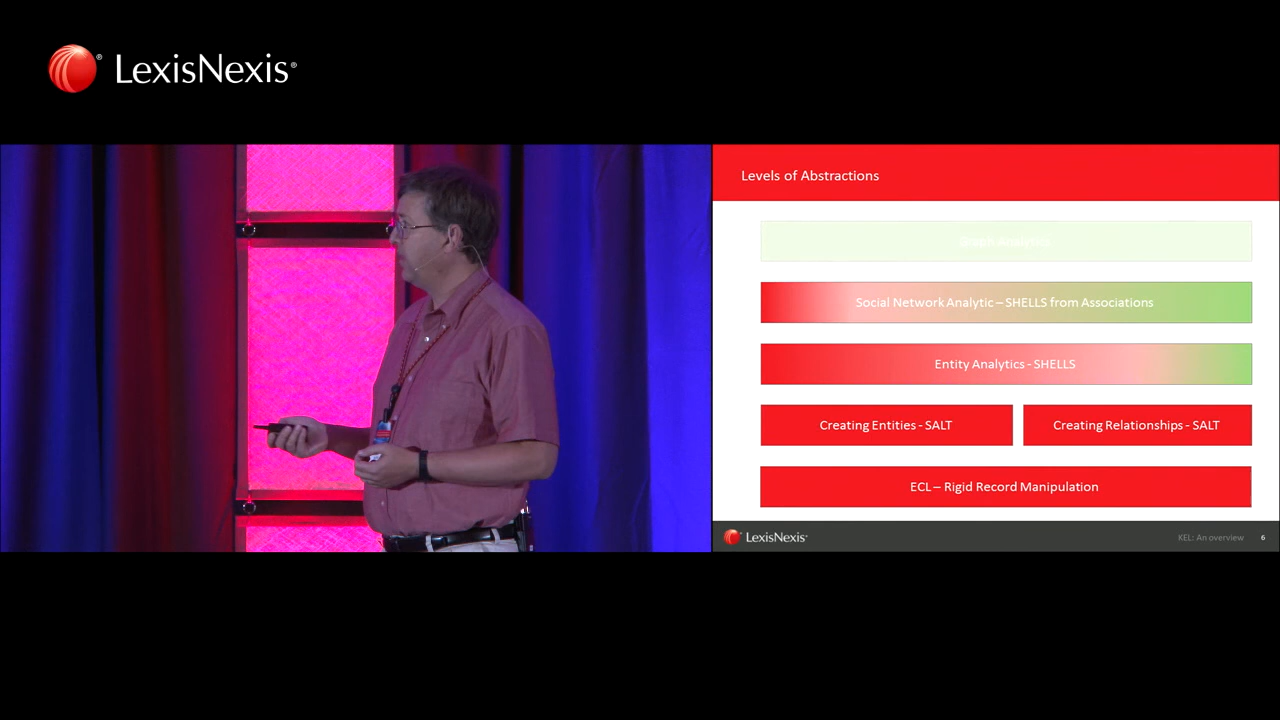 LexisNexis®
Levels of Abstractions
Social Network Analytic – SHELLS from Associations
Entity Analytics - SHELLS
Creating Entities - SALT
Creating Relationships - SALT
ECL – Rigid Record Manipulation
LexisNexis®
KEL: An overview 6